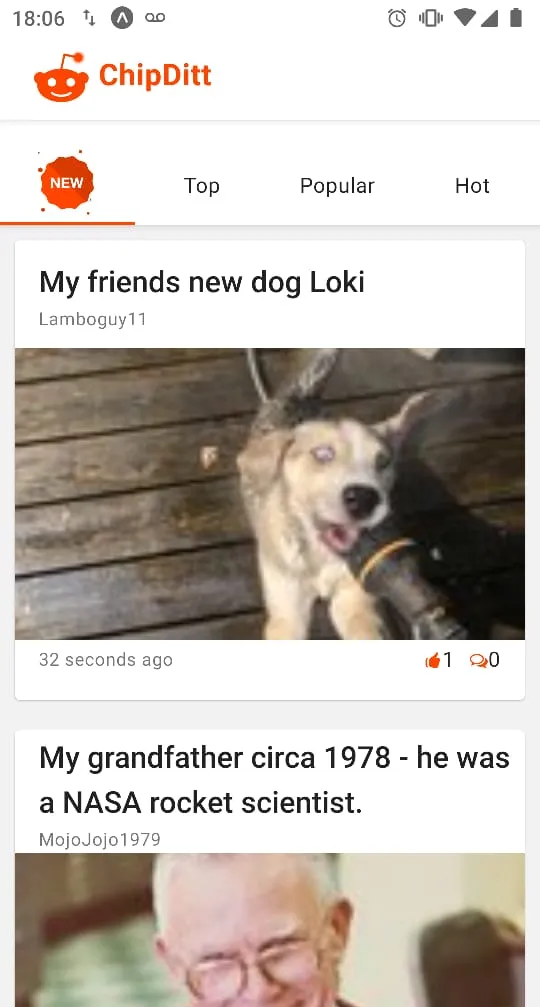 18:06
ChipDitt
NEW
Top
Popular
Hot
My friends new dog Loki
Lamboguy11
32 seconds ago
1
0
My grandfather circa 1978 - he was
a NASA rocket scientist.
MojoJojo1979